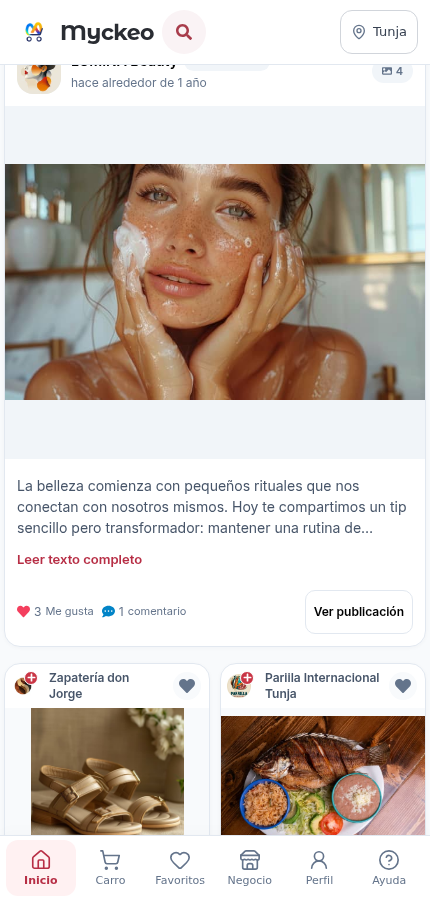 Myckeo
Tunja
hace alrededor de 1 año
4
La belleza comienza con pequeños rituales que nos
conectan con nosotros mismos. Hoy te compartimos un tip
sencillo pero transformador: mantener una rutina de...
Leer texto completo
3 Me gusta 1 comentario
Ver publicación
Zapatería don
Jorge
Pariila Internacional
Tunja
Inicio Carro Favoritos Negocio Perfil Ayuda